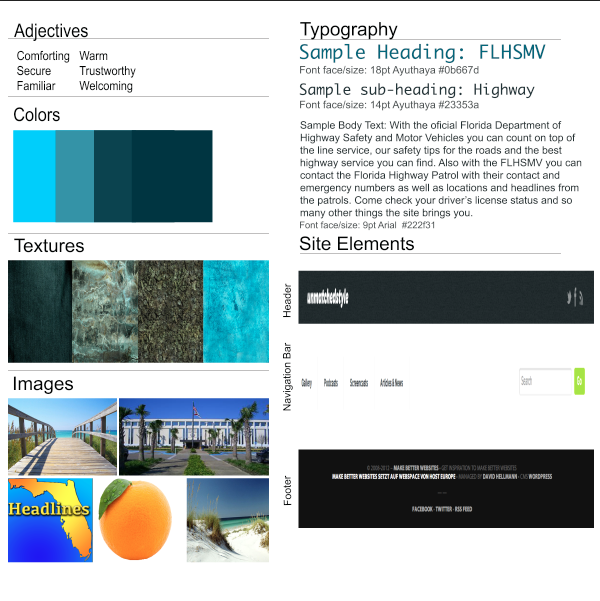 Adjectives
Comforting Warm
Secure Trustworthy
Familiar Welcoming
Colors
Textures
Images
Headlines
Typography
Sample Heading: FLHSMV
Font face/size: 18pt Ayuthaya #0b667d
Sample sub-heading: Highway
Font face/size: 14pt Ayuthaya #23353a
Sample Body Text: With the oficial Florida Department of
Highway Safety and Motor Vehicles you can count on top of
the line service, our safety tips for the roads and the best
highway service you can find. Also with the FLHSMV you can
contact the Florida Highway Patrol with their contact and
emergency numbers as well as locations and headlines from
the patrols. Come check your driver's license status and so
many other things the site brings you.
Font face/size: 9pt Arial #222f31
Site Elements
Header
unmatchedstyle
Navigation Bar
Gallery Podcasts Screencasts Articles & News
Search Go
Footer
© 2008-2013 - MAKE BETTER WEBSITES - GET INSPIRATION TO MAKE BETTER WEBSITES
MAKE BETTER WEBSITES SETZT AUF WEBSPACE VON HOST EUROPE - MANAGED BY DAVID HELLMANN - CMS WORDPRESS
FACEBOOK - TWITTER - RSS FEED